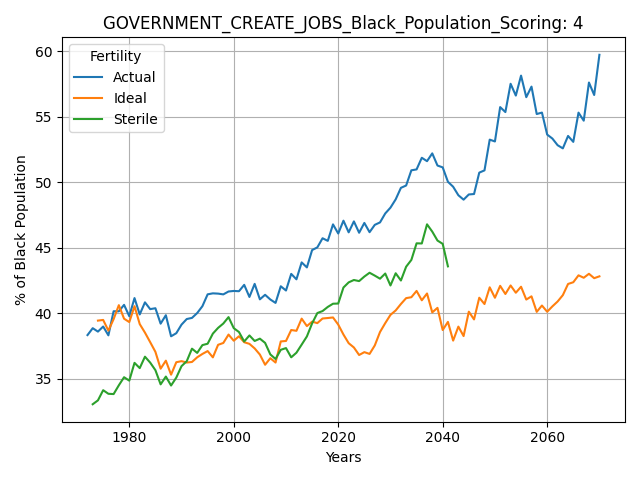 GOVERNMENT_CREATE_JOBS_Black_Population_Scoring: 4
60
55
50
45
40
35
% of Black Population
Fertility
Actual
Ideal
Sterile
1980
2000
2020
2040
2060
Years